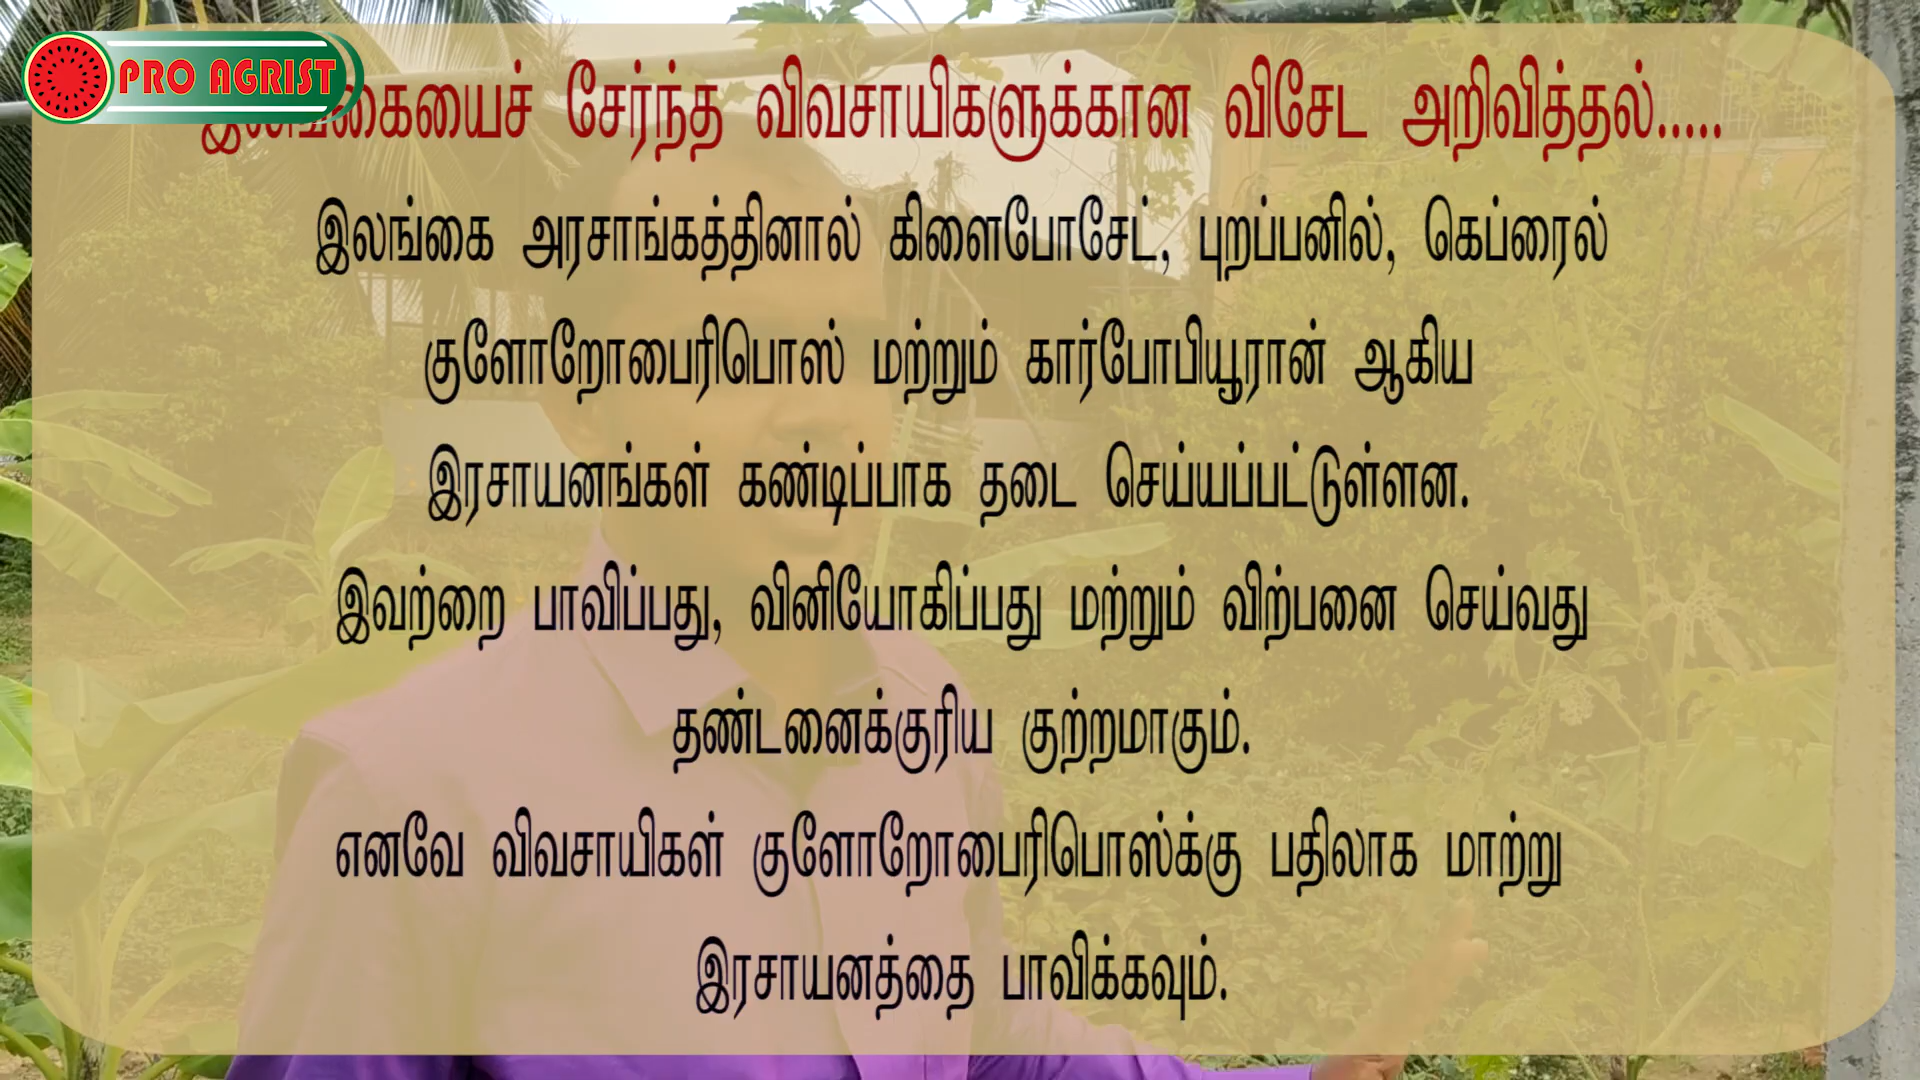 PRO AGRIST
சேர்ந்த விவசாயிகளுக்கான விசேட அறிவித்தல்.....
இலங்கை அரசாங்கத்தினால் கிளைபோசேட், புறப்பனில், கெப்ரைல்
குளோறோபைரிபொஸ் மற்றும் கார்போபியூரான் ஆகிய
இரசாயனங்கள் கண்டிப்பாக தடை செய்யப்பட்டுள்ளன.
இவற்றை பாவிப்பது, வினியோகிப்பது மற்றும் விற்பனை செய்வது
தண்டனைக்குரிய குற்றமாகும்.
எனவே விவசாயிகள் குளோறோபைரிபொஸ்க்கு பதிலாக மாற்று
இரசாயனத்தை பாவிக்கவும்.